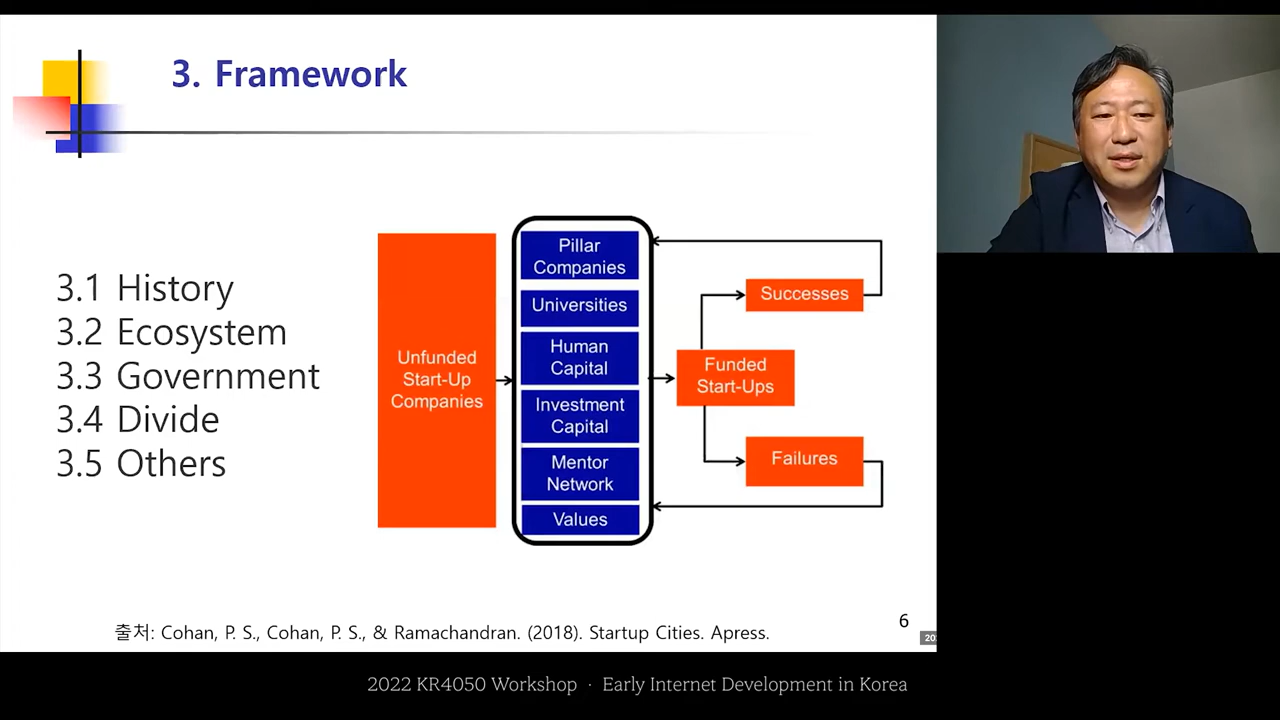 3. Framework
3.1 History
3.2 Ecosystem
3.3 Government
3.4 Divide
3.5 Others
Unfunded
Start-Up
Companies
Pillar
Companies
Universities
Human
Capital
Investment
Capital
Mentor
Network
Values
Successes
Funded
Start-Ups
Failures
출처: Cohan, P. S., Cohan, P. S., & Ramachandran. (2018). Startup Cities. Apress.
6
20
2022 KR4050 Workshop · Early Internet Development in Korea